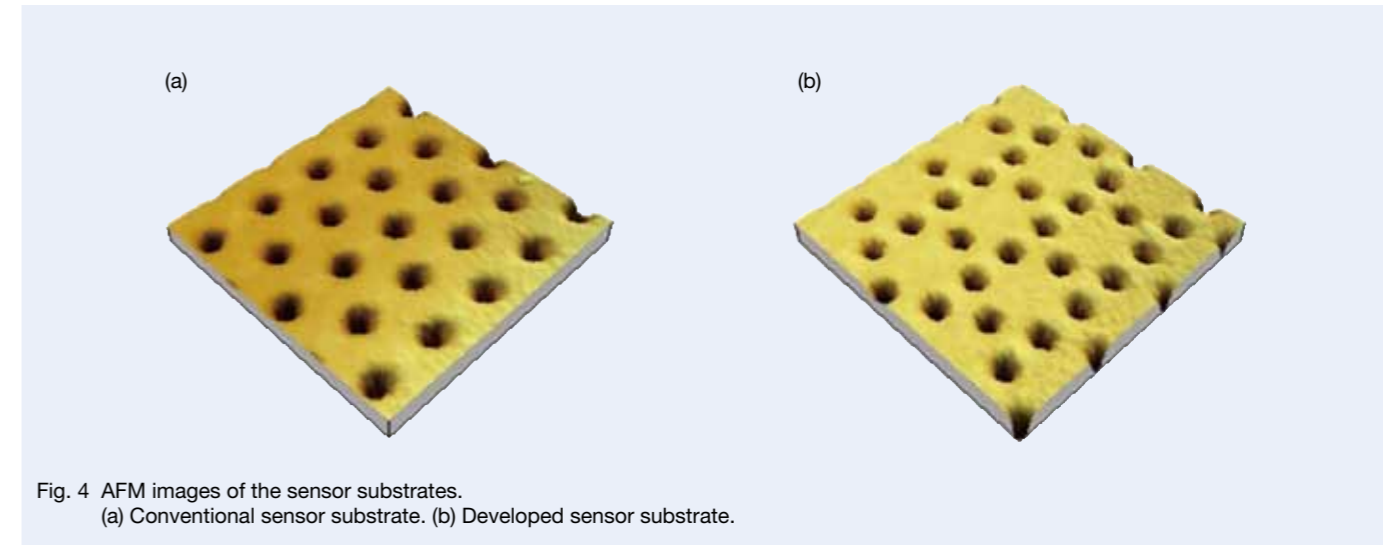 (a)
(b)
Fig. 4 AFM images of the sensor substrates.
(a) Conventional sensor substrate. (b) Developed sensor substrate.